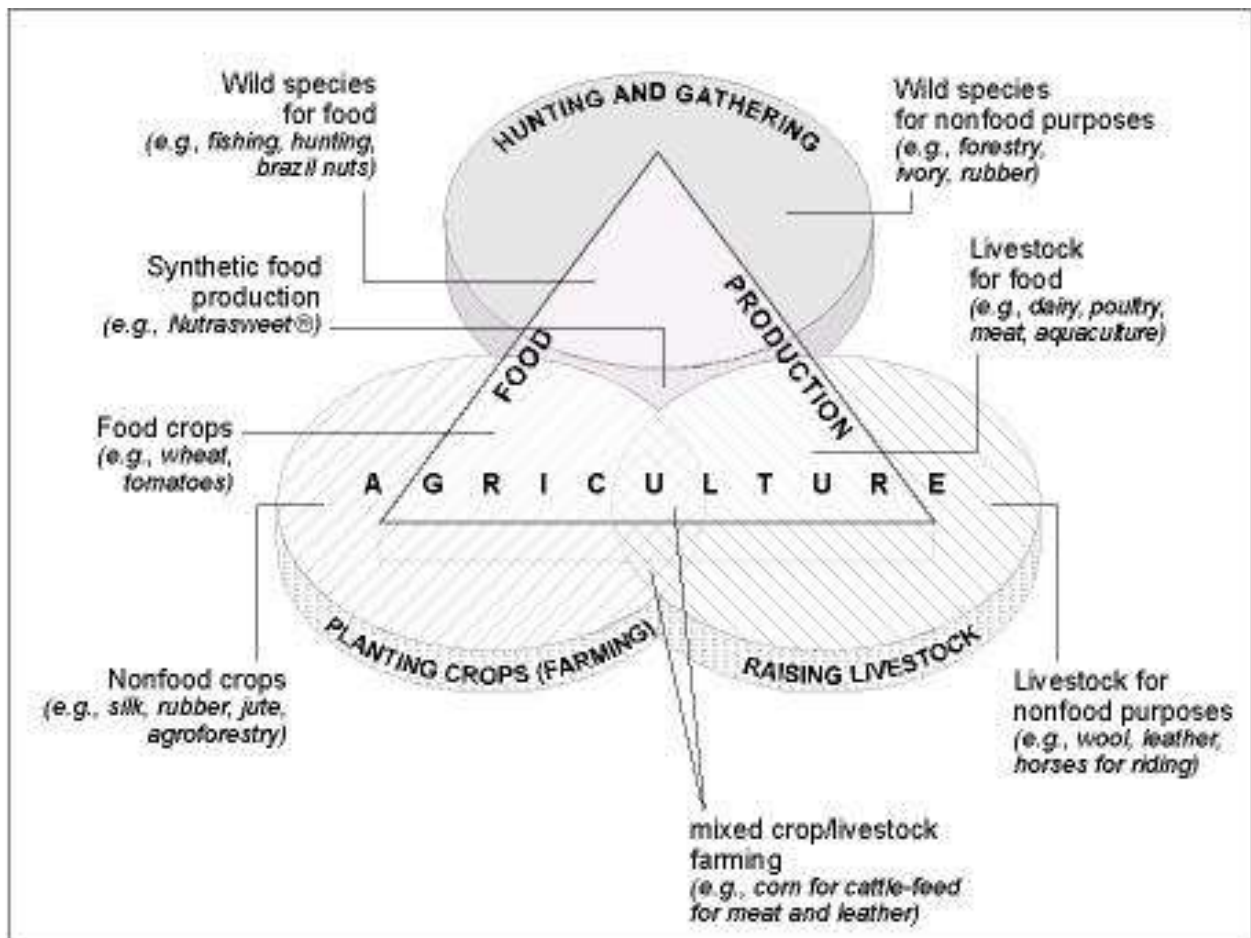 Wild species
for food
(e.g., fishing, hunting,
brazil nuts)
HUNTING AND GATHERING
Wild species
for nonfood purposes
(e.g., forestry,
ivory, rubber)
Synthetic food
production
(e.g., Nutrasweet®)
Livestock
for food
(e.g., dairy, poultry,
meat, aquaculture)
FOOD
PRODUCTION
Food crops
(e.g., wheat,
tomatoes)
AGRICULTURE
PLANTING CROPS (FARMING)
RAISING LIVESTOCK
Nonfood crops
(e.g., silk, rubber, jute,
agroforestry)
Livestock for
nonfood purposes
(e.g., wool, leather,
horses for riding)
mixed crop/livestock
farming
(e.g., corn for cattle-feed
for meat and leather)